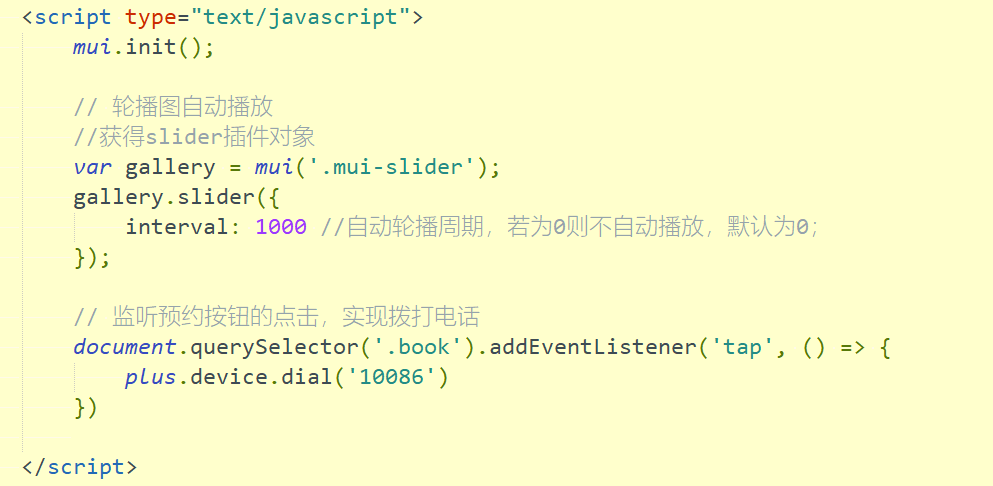 <script type="text/javascript">
mui.init();
// 轮播图自动播放
//获得slider插件对象
var gallery = mui('.mui-slider');
gallery.slider({
interval: 1000 //自动轮播周期，若为0则不自动播放，默认为0；
});
// 监听预约按钮的点击，实现拨打电话
document.querySelector('.book').addEventListener('tap', () => {
plus.device.dial('10086')
})
</script>